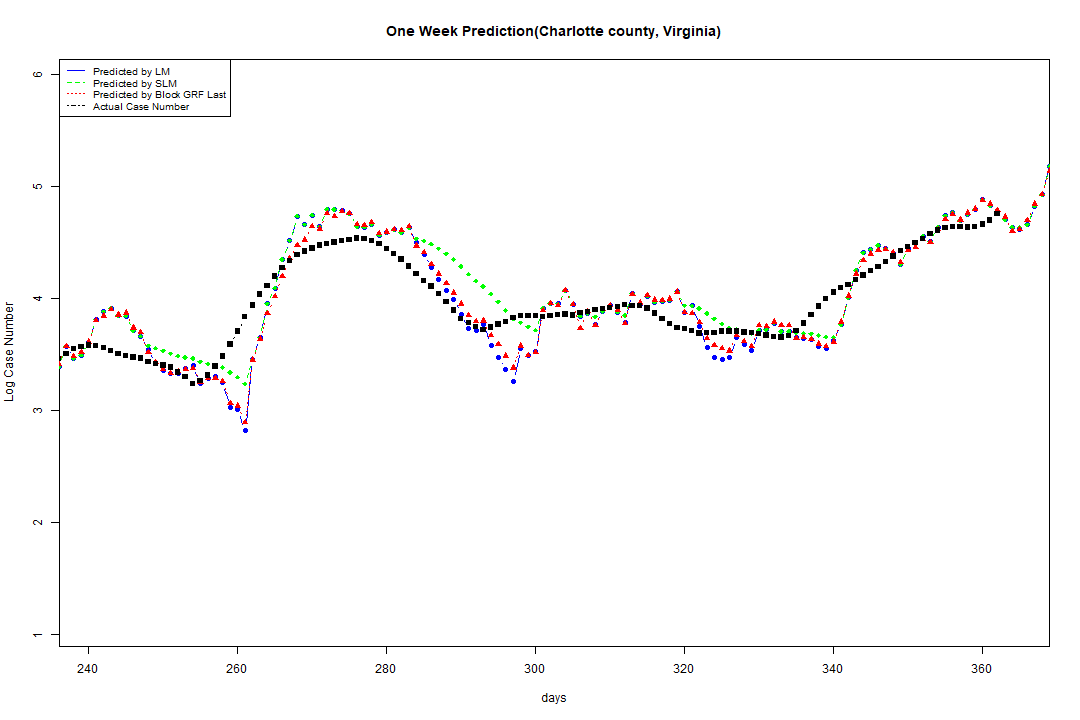 One Week Prediction(Charlotte county, Virginia)
Predicted by LM
Predicted by SLM
Predicted by Block GRF Last
Actual Case Number
6
5
4
3
2
1
Log Case Number
240 260 280 300 320 340 360
days